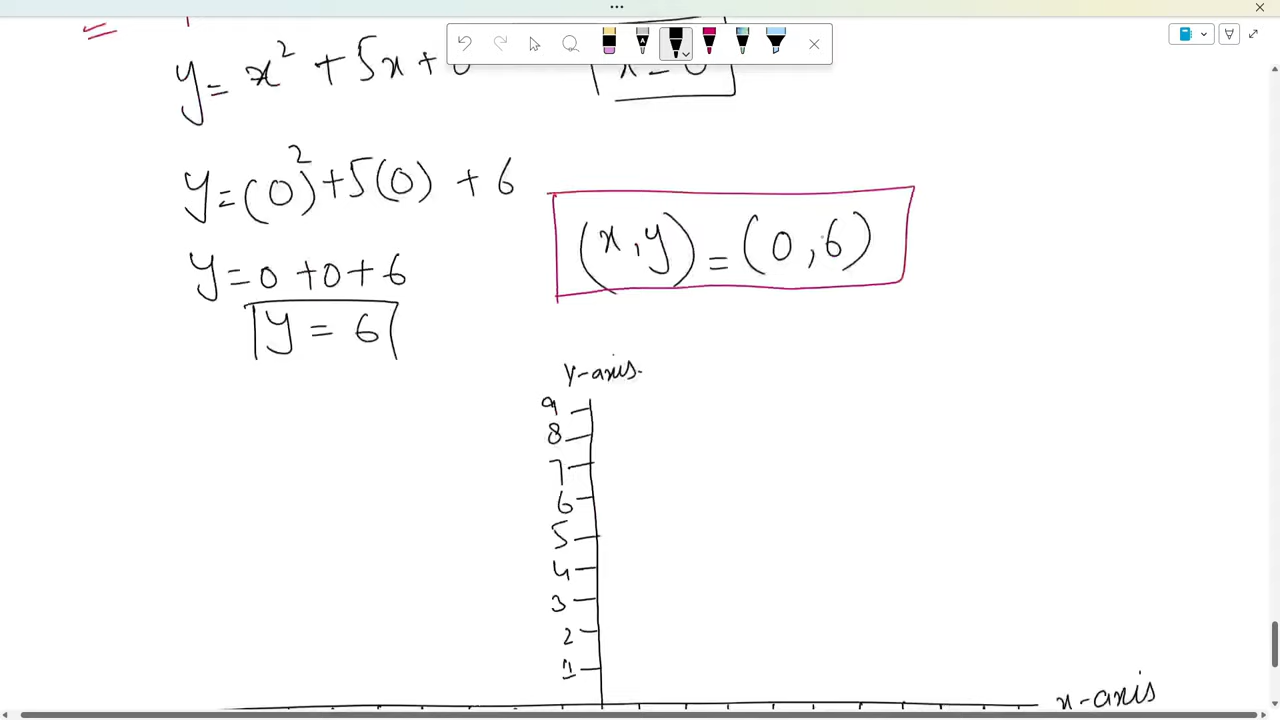 y = x² + 5x + 6
x = 0
y = (0)² + 5(0) + 6
(x, y) = (0, 6)
y = 0 + 0 + 6
y = 6
y-axis.
9
8
7
6
5
4
3
2
1
x-axis